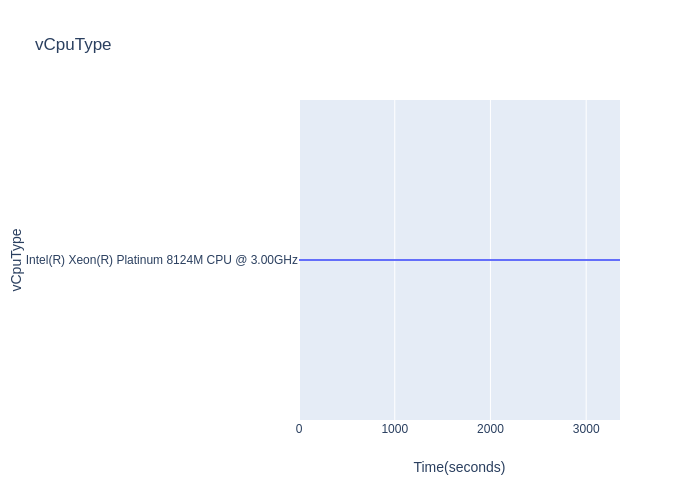 vCpuType
vCpuType
Intel(R) Xeon(R) Platinum 8124M CPU @ 3.00GHz
0 1000 2000 3000
Time(seconds)